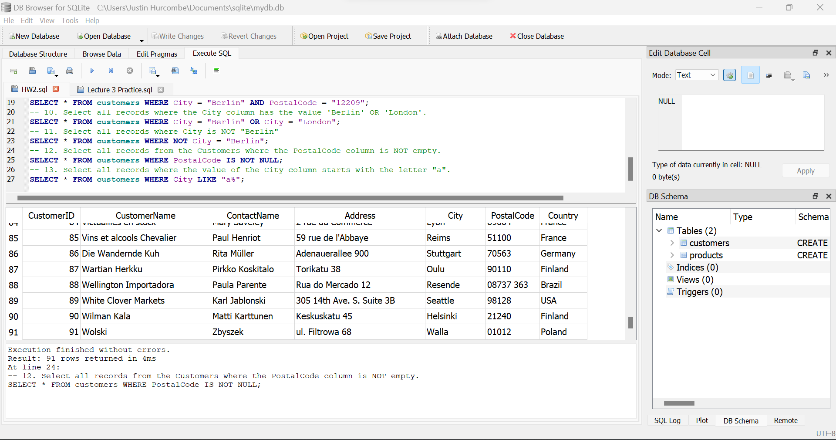 DB Browser for SQLite C:\Users\Justin Hurcombe\Documents\sqlite\mydb.db
File Edit View Tools Help
New Database Open Database Write Changes Revert Changes Open Project Save Project Attach Database Close Database
Database Structure Browse Data Edit Pragmas Execute SQL
HW2.sql Lecture 3 Practice.sql
19 SELECT * FROM customers WHERE City = "Berlin" AND PostalCode = "12209";
20 -- 10. Select all records where the City column has the value 'Berlin' OR 'London'.
21 SELECT * FROM customers WHERE City = "Berlin" OR City = "London";
22 -- 11. Select all records where City is NOT "Berlin"
23 SELECT * FROM customers WHERE NOT City = "Berlin";
24 -- 12. Select all records from the Customers where the PostalCode column is NOT empty.
25 SELECT * FROM customers WHERE PostalCode IS NOT NULL;
26 -- 13. Select all records where the value of the City column starts with the letter "a".
27 SELECT * FROM customers WHERE City LIKE "a%";
CustomerID CustomerName ContactName Address City PostalCode Country
85 85 Vins et alcools Chevalier Paul Henriot 59 rue de l'Abbaye Reims 51100 France
86 86 Die Wandernde Kuh Rita Müller Adenauerallee 900 Stuttgart 70563 Germany
87 87 Wartian Herkku Pirkko Koskitalo Torikatu 38 Oulu 90110 Finland
88 88 Wellington Importadora Paula Parente Rua do Mercado 12 Resende 08737 363 Brazil
89 89 White Clover Markets Karl Jablonski 305 14th Ave. S. Suite 3B Seattle 98128 USA
90 90 Wilman Kala Matti Karttunen Keskuskatu 45 Helsinki 21240 Finland
91 91 Wolski Zbyszek ul. Filtrowa 68 Walla 01012 Poland
Execution finished without errors.
Result: 91 rows returned in 4ms
At line 24:
-- 12. Select all records from the Customers where the PostalCode column is NOT empty.
SELECT * FROM customers WHERE PostalCode IS NOT NULL;
Edit Database Cell
Mode: Text
NULL
Type of data currently in cell: NULL
0 byte(s)
Apply
DB Schema
Name Type Schema
Tables (2)
customers CREATE
products CREATE
Indices (0)
Views (0)
Triggers (0)
SQL Log Plot DB Schema Remote
UTF-8